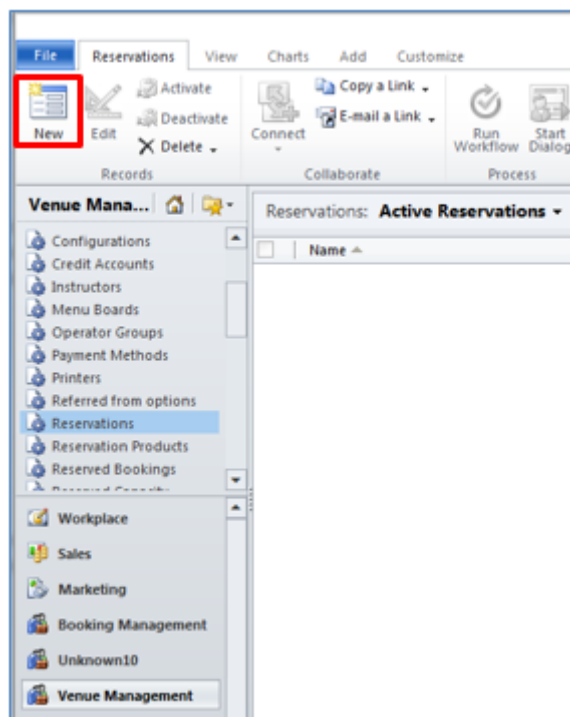 File Reservations View Charts Add Customize
New
Edit
Activate
Deactivate
Delete
Records
Connect
Copy a Link
E-mail a Link
Collaborate
Run Workflow
Start Dialog
Process
Venue Mana...
Configurations
Credit Accounts
Instructors
Menu Boards
Operator Groups
Payment Methods
Printers
Referred from options
Reservations
Reservation Products
Reserved Bookings
Reserved Capacity
Workplace
Sales
Marketing
Booking Management
Unknown10
Venue Management
Reservations: Active Reservations
Name